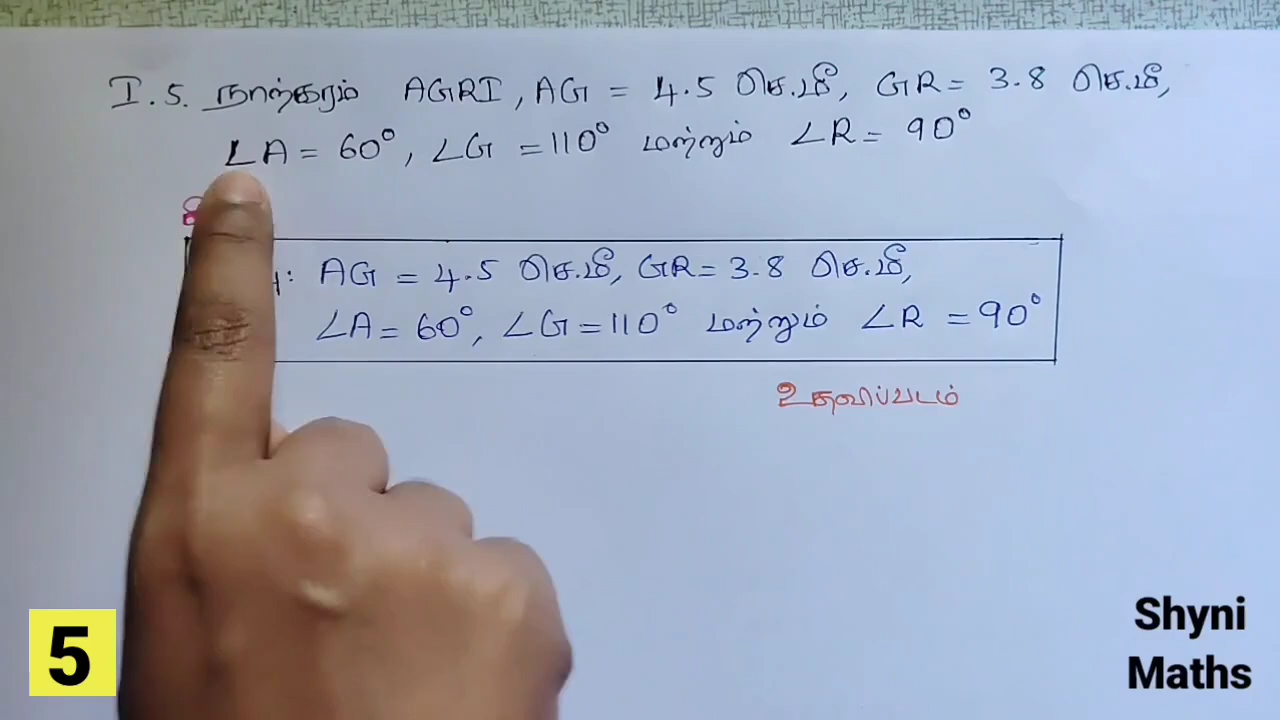 I. 5. நாற்கரம் AGRI, AG = 4.5 செ.மீ, GR = 3.8 செ.மீ,
∠A = 60°, ∠G = 110° மற்றும் ∠R = 90°
AG = 4.5 செ.மீ, GR = 3.8 செ.மீ,
∠A = 60°, ∠G = 110° மற்றும் ∠R = 90°
உதவிப்படம்
5
Shyni
Maths